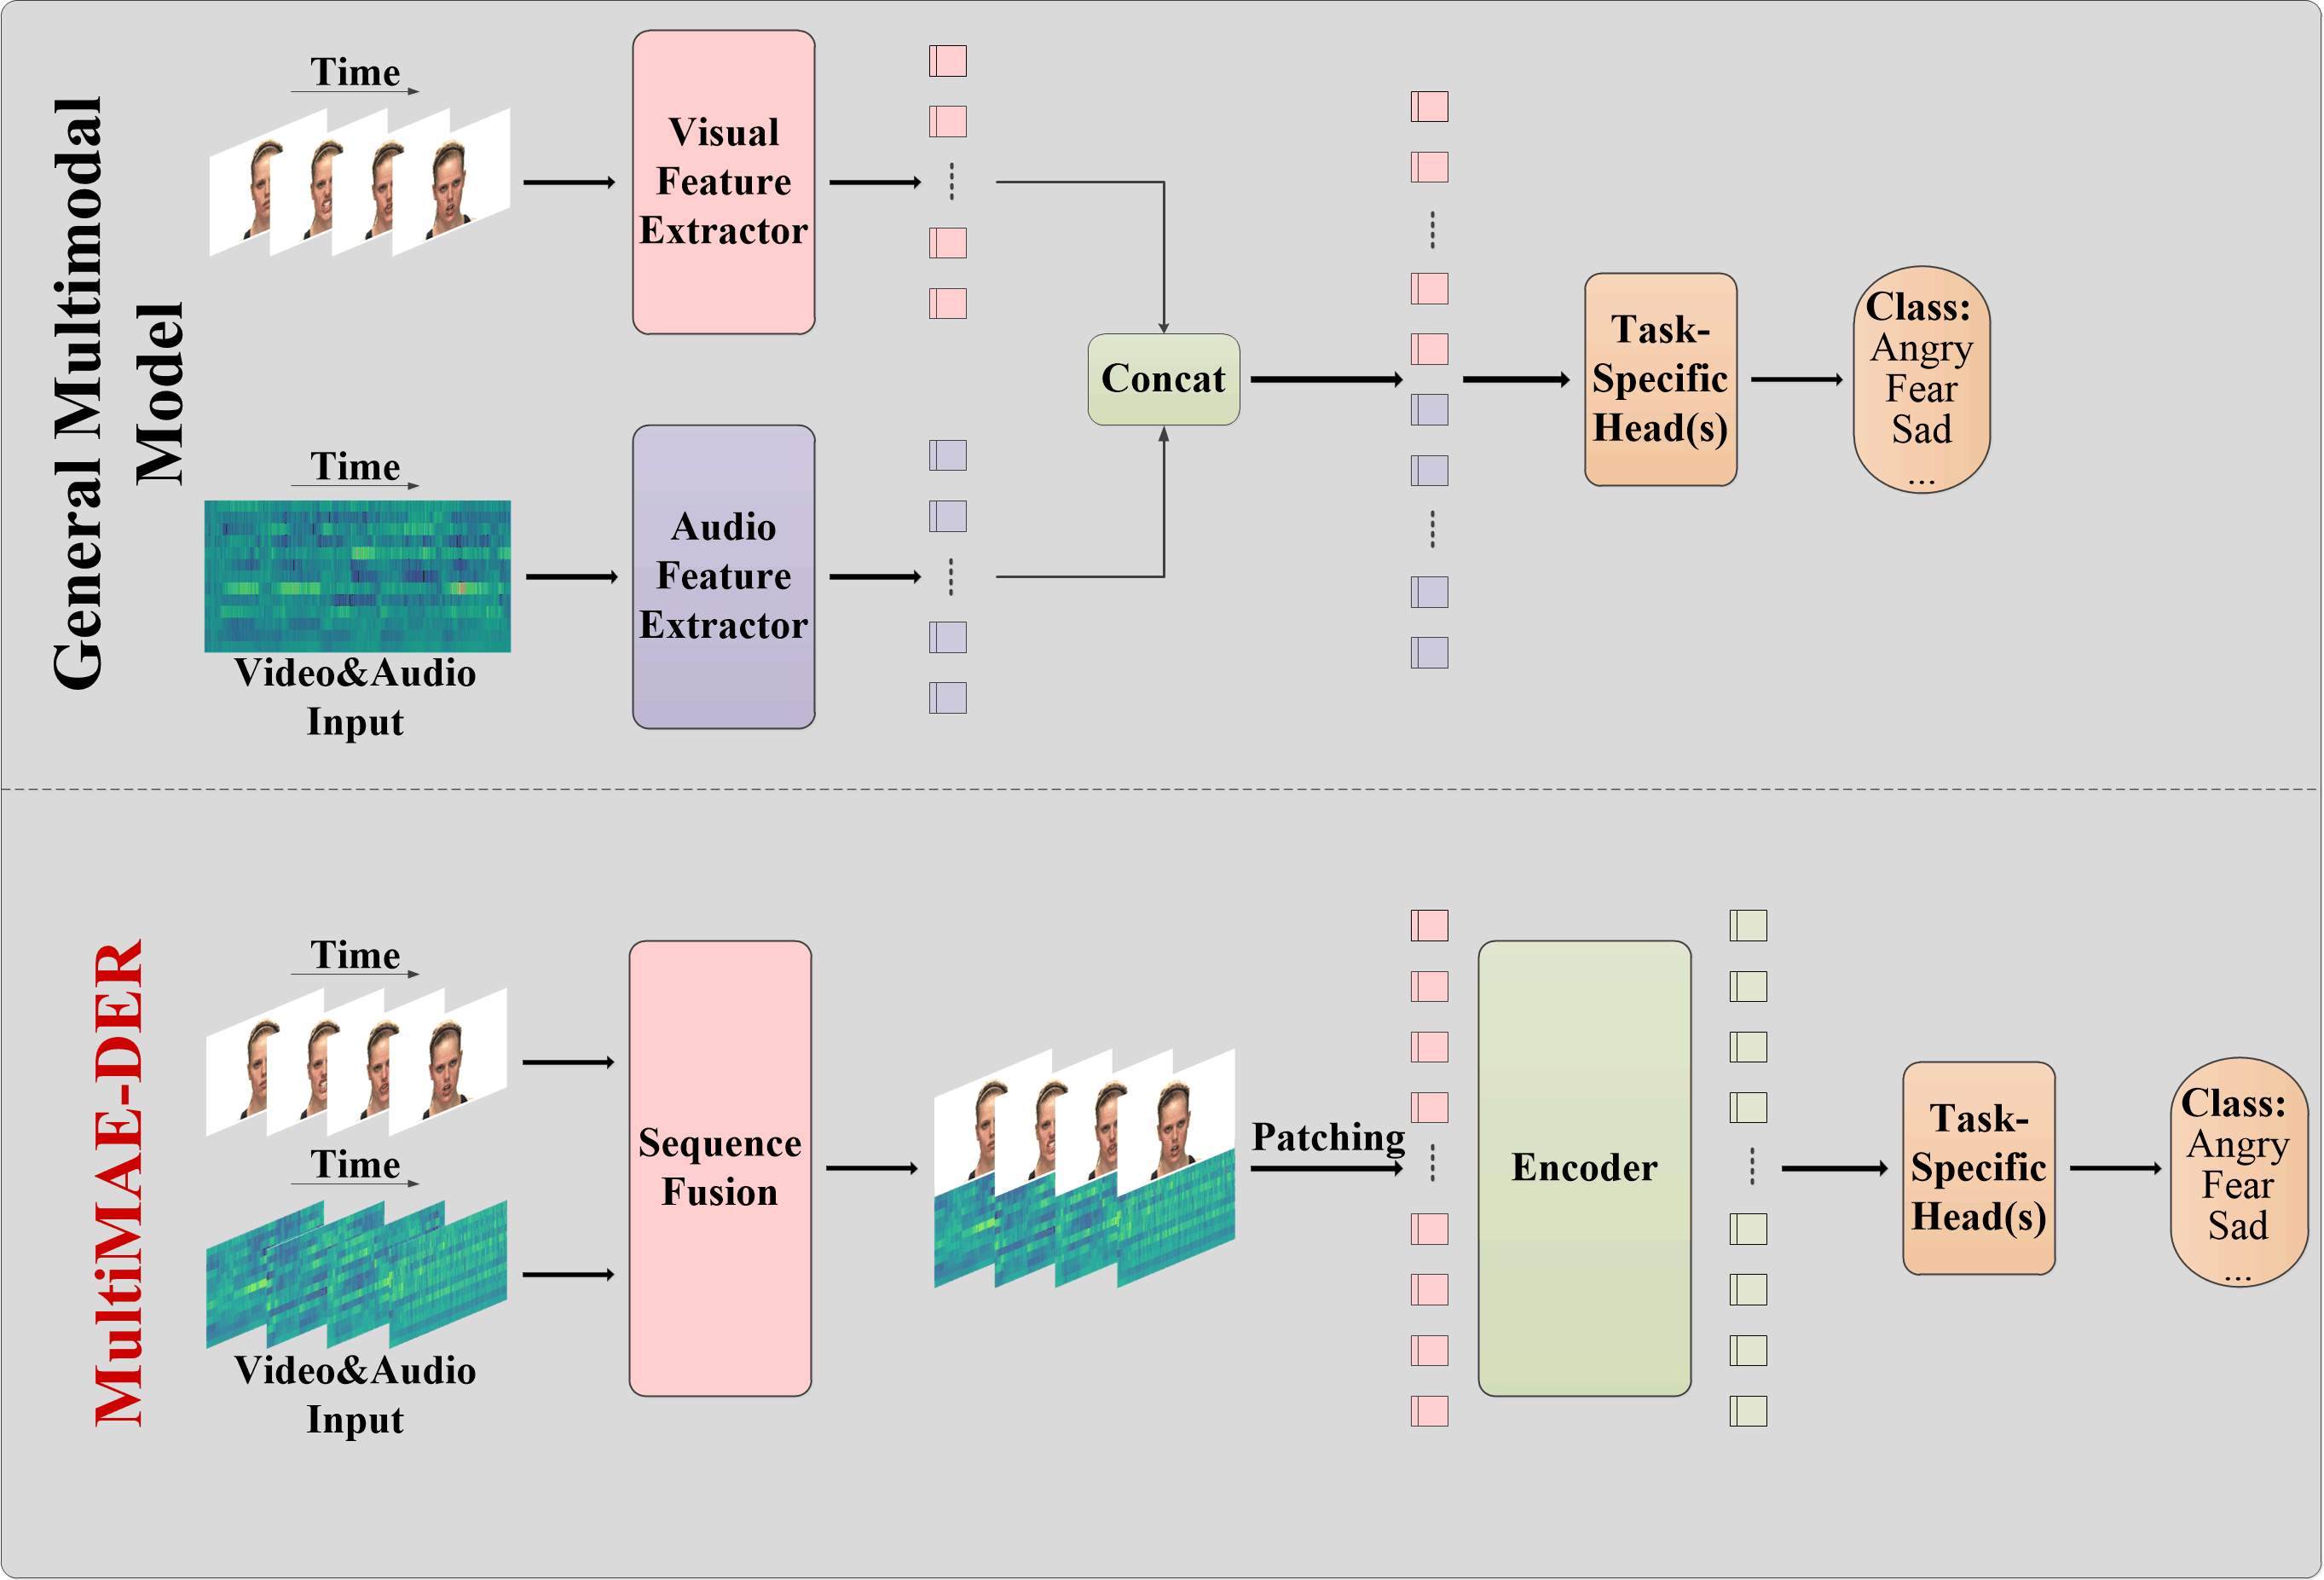 General Multimodal
Model
Time
Visual
Feature
Extractor
Time
Video&Audio
Input
Audio
Feature
Extractor
Concat
Task-
Specific
Head(s)
Class:
Angry
Fear
Sad
...
MultiMAE-DER
Time
Time
Video&Audio
Input
Sequence
Fusion
Patching
Encoder
Task-
Specific
Head(s)
Class:
Angry
Fear
Sad
...